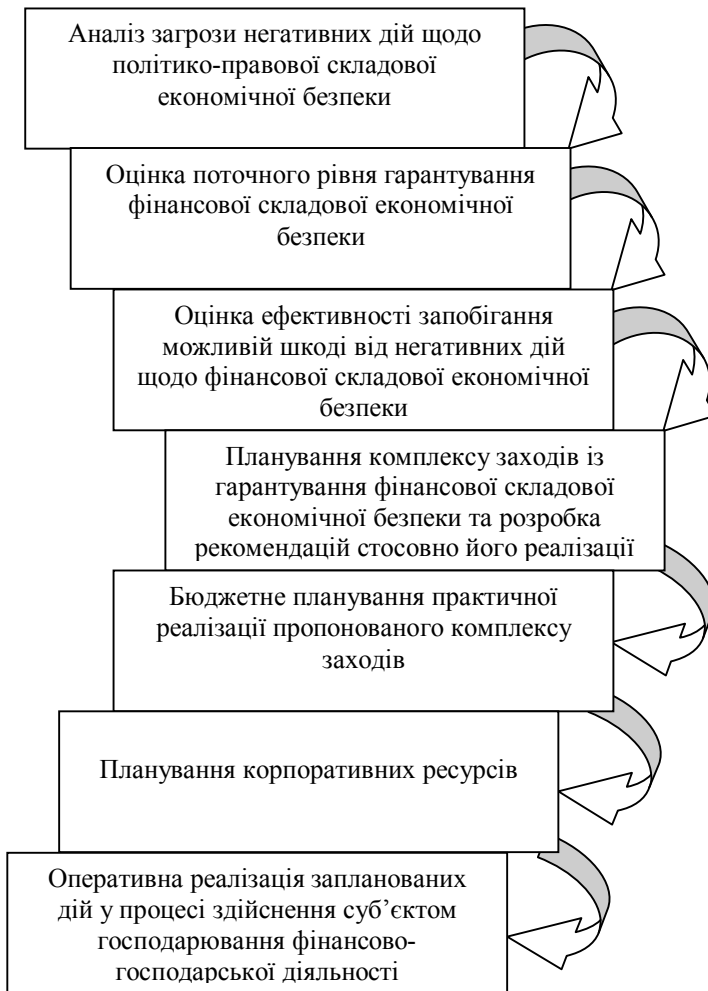 Аналіз загрози негативних дій щодо
політико-правової складової
економічної безпеки
Оцінка поточного рівня гарантування
фінансової складової економічної
безпеки
Оцінка ефективності запобігання
можливій шкоді від негативних дій
щодо фінансової складової економічної
безпеки
Планування комплексу заходів із
гарантування фінансової складової
економічної безпеки та розробка
рекомендацій стосовно його реалізації
Бюджетне планування практичної
реалізації пропонованого комплексу
заходів
Планування корпоративних ресурсів
Оперативна реалізація запланованих
дій у процесі здійснення суб’єктом
господарювання фінансово-
господарської діяльності